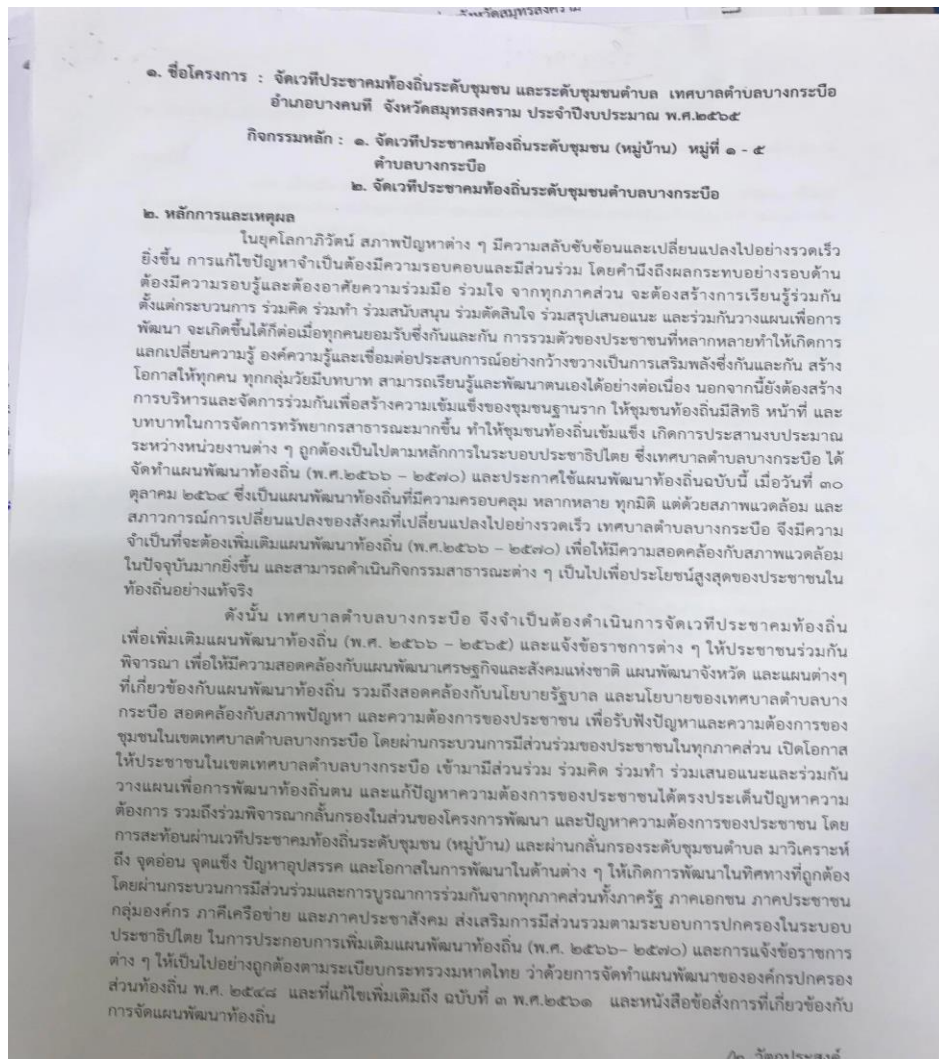 จังหวัดสมุทรสงคราม
๑. ชื่อโครงการ : จัดเวทีประชาคมท้องถิ่นระดับชุมชน และระดับชุมชนตำบล เทศบาลตำบลบางกระบือ
อำเภอบางคนที จังหวัดสมุทรสงคราม ประจำปีงบประมาณ พ.ศ.๒๕๖๕
กิจกรรมหลัก : ๑. จัดเวทีประชาคมท้องถิ่นระดับชุมชน (หมู่บ้าน) หมู่ที่ ๑ - ๕
ตำบลบางกระบือ
๒. จัดเวทีประชาคมท้องถิ่นระดับชุมชนตำบลบางกระบือ
๒. หลักการและเหตุผล
ในยุคโลกาภิวัตน์ สภาพปัญหาต่าง ๆ มีความสลับซับซ้อนและเปลี่ยนแปลงไปอย่างรวดเร็ว
ยิ่งขึ้น การแก้ไขปัญหาจำเป็นต้องมีความรอบคอบและมีส่วนร่วม โดยคำนึงถึงผลกระทบอย่างรอบด้าน
ต้องมีความรอบรู้และต้องอาศัยความร่วมมือ ร่วมใจ จากทุกภาคส่วน จะต้องสร้างการเรียนรู้ร่วมกัน
ตั้งแต่กระบวนการ ร่วมคิด ร่วมทำ ร่วมสนับสนุน ร่วมตัดสินใจ ร่วมสรุปเสนอแนะ และร่วมกันวางแผนเพื่อการ
พัฒนา จะเกิดขึ้นได้ก็ต่อเมื่อทุกคนยอมรับซึ่งกันและกัน การรวมตัวของประชาชนที่หลากหลายทำให้เกิดการ
แลกเปลี่ยนความรู้ องค์ความรู้และเชื่อมต่อประสบการณ์อย่างกว้างขวางเป็นการเสริมพลังซึ่งกันและกัน สร้าง
โอกาสให้ทุกคน ทุกกลุ่มวัยมีบทบาท สามารถเรียนรู้และพัฒนาตนเองได้อย่างต่อเนื่อง นอกจากนี้ยังต้องสร้าง
การบริหารและจัดการร่วมกันเพื่อสร้างความเข้มแข็งของชุมชนฐานราก ให้ชุมชนท้องถิ่นมีสิทธิ หน้าที่ และ
บทบาทในการจัดการทรัพยากรสาธารณะมากขึ้น ทำให้ชุมชนท้องถิ่นเข้มแข็ง เกิดการประสานงบประมาณ
ระหว่างหน่วยงานต่าง ๆ ถูกต้องเป็นไปตามหลักการในระบอบประชาธิปไตย ซึ่งเทศบาลตำบลบางกระบือ ได้
จัดทำแผนพัฒนาท้องถิ่น (พ.ศ.๒๕๖๖ – ๒๕๗๐) และประกาศใช้แผนพัฒนาท้องถิ่นฉบับนี้ เมื่อวันที่ ๓๐
ตุลาคม ๒๕๖๔ ซึ่งเป็นแผนพัฒนาท้องถิ่นที่มีความครอบคลุม หลากหลาย ทุกมิติ แต่ด้วยสภาพแวดล้อม และ
สภาวการณ์การเปลี่ยนแปลงของสังคมที่เปลี่ยนแปลงไปอย่างรวดเร็ว เทศบาลตำบลบางกระบือ จึงมีความ
จำเป็นที่จะต้องเพิ่มเติมแผนพัฒนาท้องถิ่น (พ.ศ.๒๕๖๖ – ๒๕๗๐) เพื่อให้มีความสอดคล้องกับสภาพแวดล้อม
ในปัจจุบันมากยิ่งขึ้น และสามารถดำเนินกิจกรรมสาธารณะต่าง ๆ เป็นไปเพื่อประโยชน์สูงสุดของประชาชนใน
ท้องถิ่นอย่างแท้จริง
ดังนั้น เทศบาลตำบลบางกระบือ จึงจำเป็นต้องดำเนินการจัดเวทีประชาคมท้องถิ่น
เพื่อเพิ่มเติมแผนพัฒนาท้องถิ่น (พ.ศ. ๒๕๖๖ – ๒๕๖๕) และแจ้งข้อราชการต่าง ๆ ให้ประชาชนร่วมกัน
พิจารณา เพื่อให้มีความสอดคล้องกับแผนพัฒนาเศรษฐกิจและสังคมแห่งชาติ แผนพัฒนาจังหวัด และแผนต่างๆ
ที่เกี่ยวข้องกับแผนพัฒนาท้องถิ่น รวมถึงสอดคล้องกับนโยบายรัฐบาล และนโยบายของเทศบาลตำบลบาง
กระบือ สอดคล้องกับสภาพปัญหา และความต้องการของประชาชน เพื่อรับฟังปัญหาและความต้องการของ
ชุมชนในเขตเทศบาลตำบลบางกระบือ โดยผ่านกระบวนการมีส่วนร่วมของประชาชนในทุกภาคส่วน เปิดโอกาส
ให้ประชาชนในเขตเทศบาลตำบลบางกระบือ เข้ามามีส่วนร่วม ร่วมคิด ร่วมทำ ร่วมเสนอแนะและร่วมกัน
วางแผนเพื่อการพัฒนาท้องถิ่นตน และแก้ปัญหาความต้องการของประชาชนได้ตรงประเด็นปัญหาความ
ต้องการ รวมถึงร่วมพิจารณากลั้นกรองในส่วนของโครงการพัฒนา และปัญหาความต้องการของประชาชน โดย
การสะท้อนผ่านเวทีประชาคมท้องถิ่นระดับชุมชน (หมู่บ้าน) และผ่านกลั่นกรองระดับชุมชนตำบล มาวิเคราะห์
ถึง จุดอ่อน จุดแข็ง ปัญหาอุปสรรค และโอกาสในการพัฒนาในด้านต่าง ๆ ให้เกิดการพัฒนาในทิศทางที่ถูกต้อง
โดยผ่านกระบวนการมีส่วนร่วมและการบูรณาการร่วมกันจากทุกภาคส่วนทั้งภาครัฐ ภาคเอกชน ภาคประชาชน
กลุ่มองค์กร ภาคีเครือข่าย และภาคประชาสังคม ส่งเสริมการมีส่วนรวมตามระบอบการปกครองในระบอบ
ประชาธิปไตย ในการประกอบการเพิ่มเติมแผนพัฒนาท้องถิ่น (พ.ศ. ๒๕๖๖– ๒๕๗๐) และการแจ้งข้อราชการ
ต่าง ๆ ให้เป็นไปอย่างถูกต้องตามระเบียบกระทรวงมหาดไทย ว่าด้วยการจัดทำแผนพัฒนาขององค์กรปกครอง
ส่วนท้องถิ่น พ.ศ. ๒๕๔๘ และที่แก้ไขเพิ่มเติมถึง ฉบับที่ ๓ พ.ศ.๒๕๖๑ และหนังสือข้อสั่งการที่เกี่ยวข้องกับ
การจัดแผนพัฒนาท้องถิ่น
วัตถุประสงค์